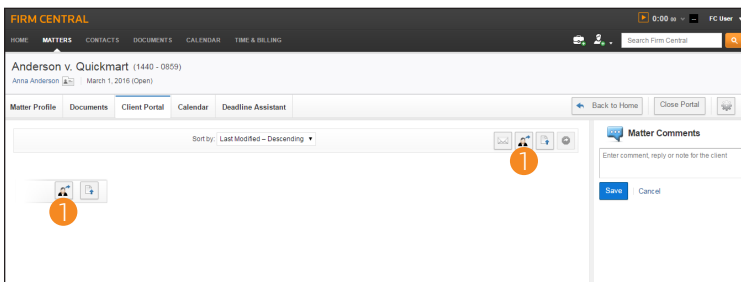 FIRM CENTRAL
0:00 FC User
HOME MATTERS CONTACTS DOCUMENTS CALENDAR TIME & BILLING
Search Firm Central
Anderson v. Quickmart (1440 - 0859)
Anna Anderson March 1, 2016 (Open)
Matter Profile Documents Client Portal Calendar Deadline Assistant
Back to Home Close Portal
Sort by: Last Modified – Descending
Matter Comments
1
Enter comment, reply or note for the client
Save Cancel
1